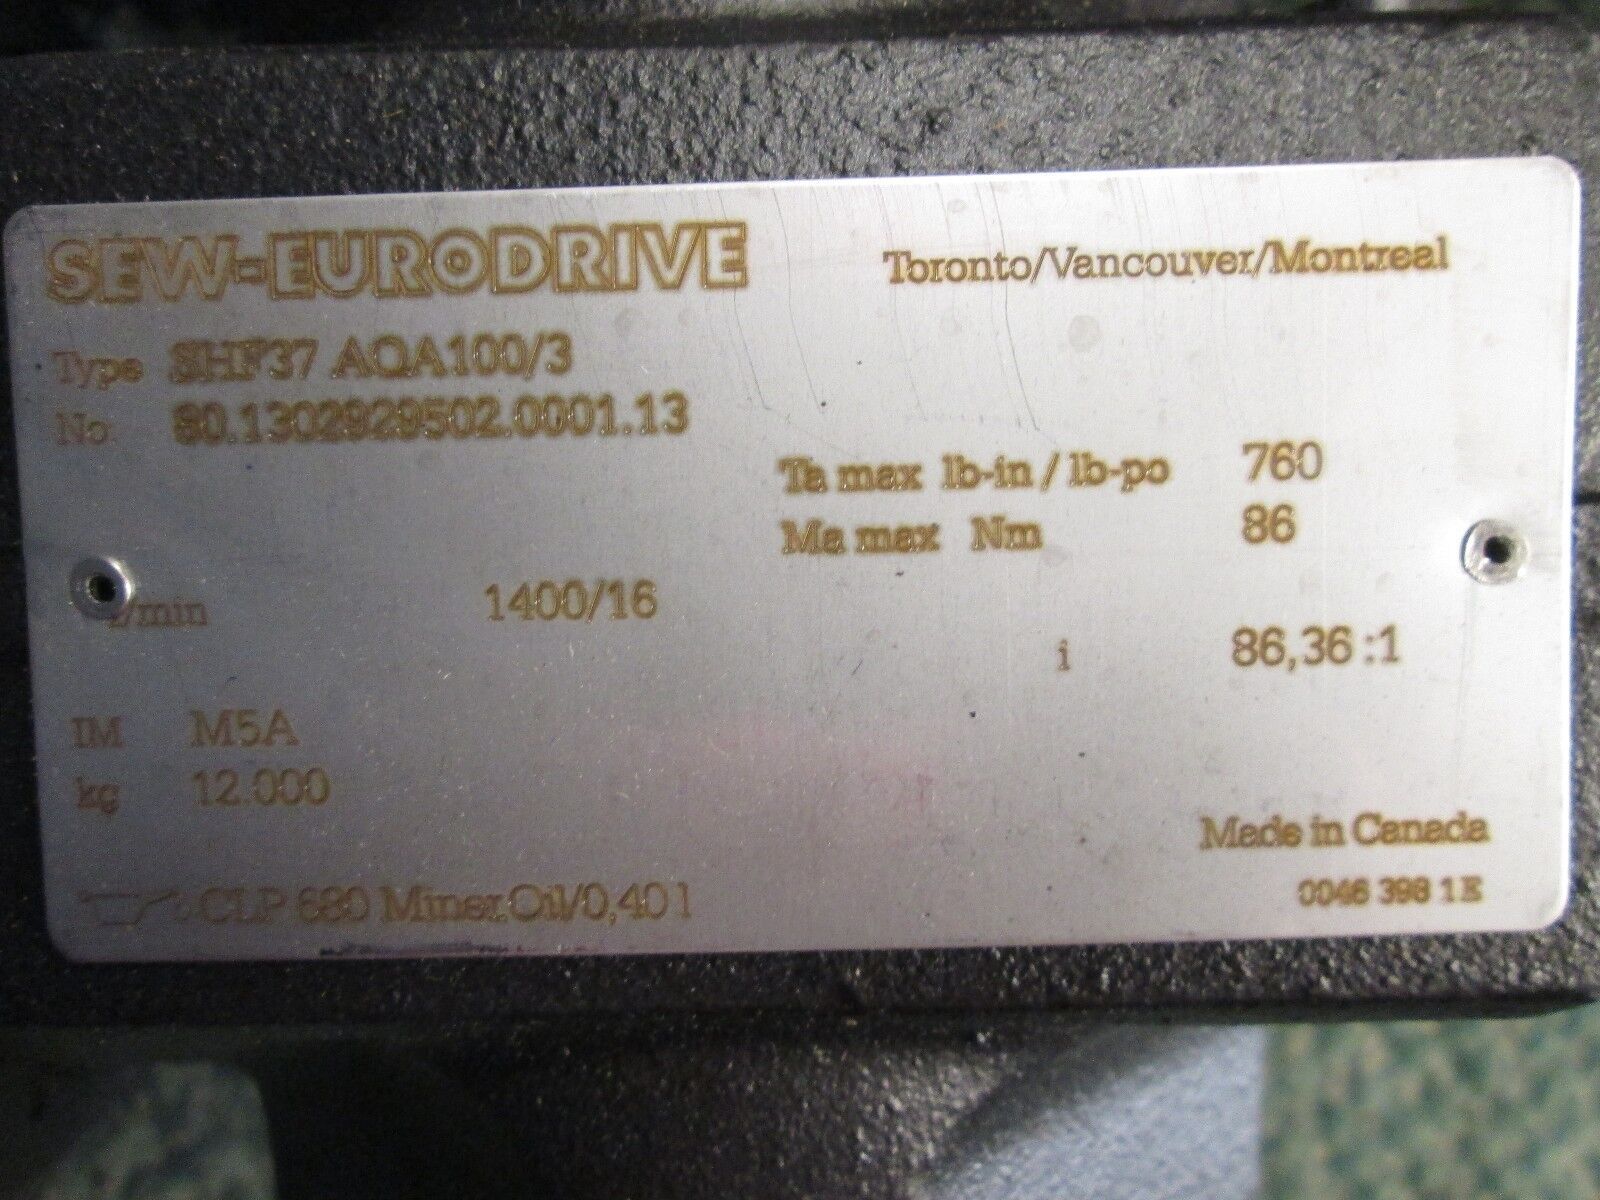 SEW-EURODRIVE Toronto/Vancouver/Montreal
Type SHF37 AQA100/3
No 80.1302929502.0001.13
Ta max lb-in / lb-po 760
Ma max Nm 86
r/min 1400/16
i 86,36 :1
IM M5A
kg 12.000
Made in Canada
CLP 680 Miner.Oil/0,40 l
0046 398 1 E